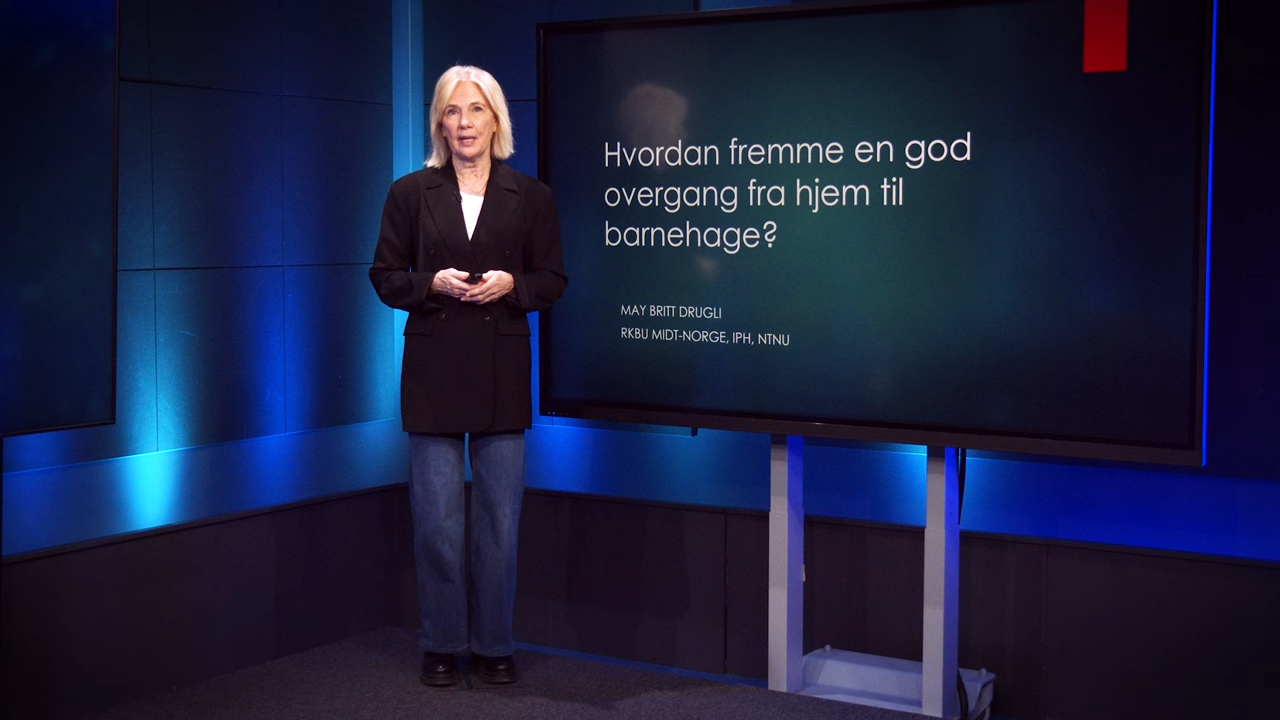 Hvordan fremme en god
overgang fra hjem til
barnehage?
MAY BRITT DRUGLI
RKBU MIDT-NORGE, IPH, NTNU